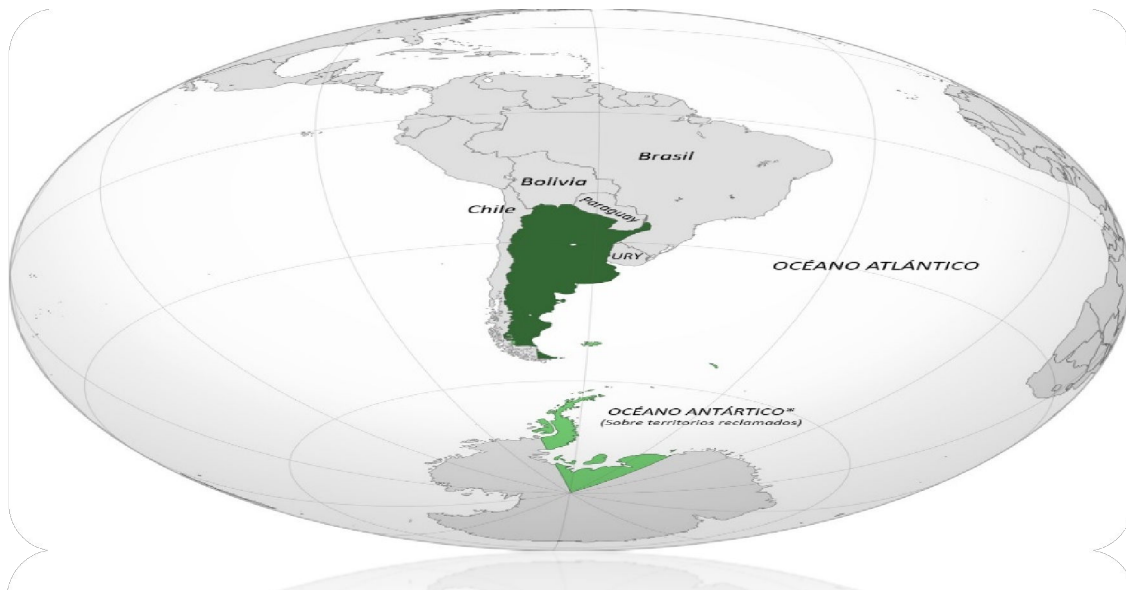 Brasil
Bolivia
Paraguay
Chile
URY
OCÉANO ATLÁNTICO
OCÉANO ANTÁRTICO*
(Sobre territorios reclamados)